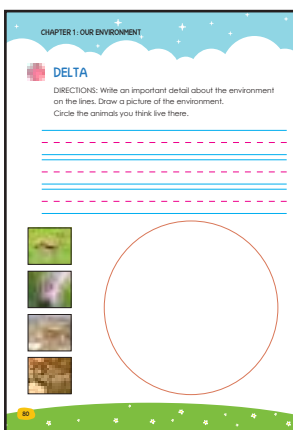 CHAPTER 1 : OUR ENVIRONMENT
DELTA
DIRECTIONS: Write an important detail about the environment
on the lines. Draw a picture of the environment.
Circle the animals you think live there.
80